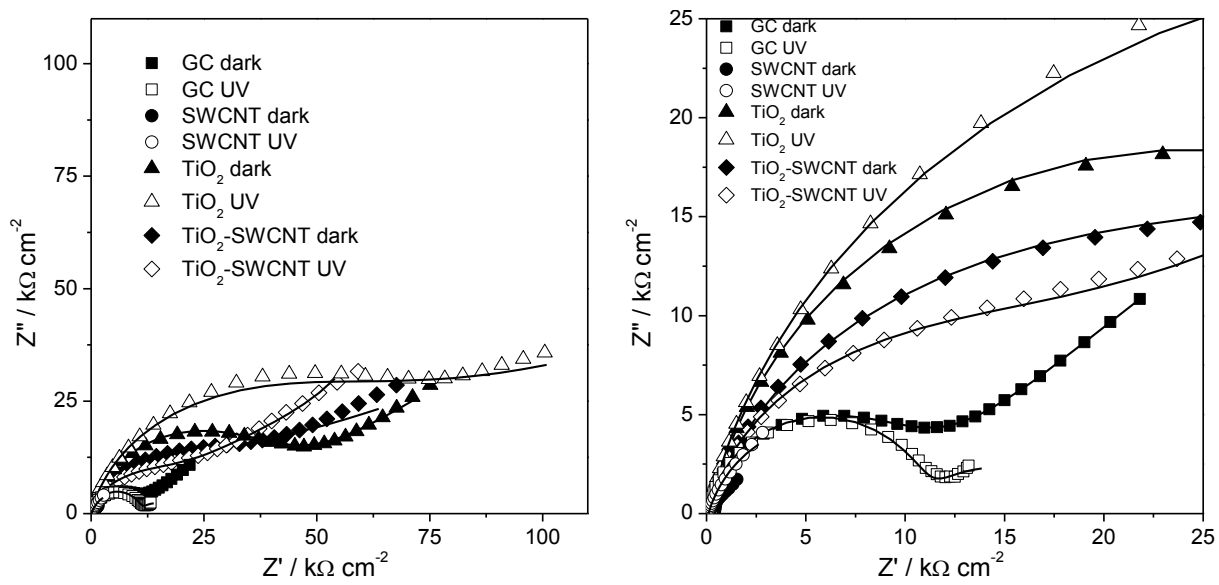 100
75
50
25
0
Z'' / kΩ cm⁻²
GC dark
GC UV
SWCNT dark
SWCNT UV
TiO₂ dark
TiO₂ UV
TiO₂-SWCNT dark
TiO₂-SWCNT UV
0 25 50 75 100
Z' / kΩ cm⁻²
25
20
15
10
5
0
Z'' / kΩ cm⁻²
GC dark
GC UV
SWCNT dark
SWCNT UV
TiO₂ dark
TiO₂ UV
TiO₂-SWCNT dark
TiO₂-SWCNT UV
0 5 10 15 20 25
Z' / kΩ cm⁻²